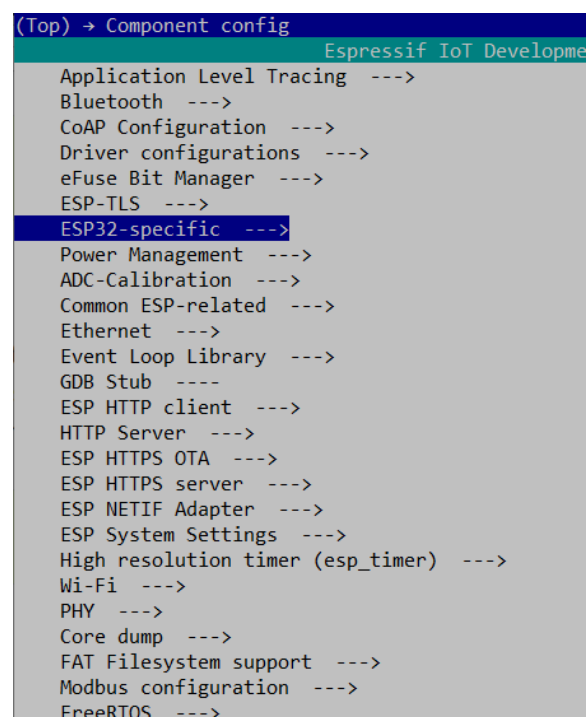 (Top) → Component config
Espressif IoT Developme
Application Level Tracing  --->
Bluetooth  --->
CoAP Configuration  --->
Driver configurations  --->
eFuse Bit Manager  --->
ESP-TLS  --->
ESP32-specific  --->
Power Management  --->
ADC-Calibration  --->
Common ESP-related  --->
Ethernet  --->
Event Loop Library  --->
GDB Stub  ----
ESP HTTP client  --->
HTTP Server  --->
ESP HTTPS OTA  --->
ESP HTTPS server  --->
ESP NETIF Adapter  --->
ESP System Settings  --->
High resolution timer (esp_timer)  --->
Wi-Fi  --->
PHY  --->
Core dump  --->
FAT Filesystem support  --->
Modbus configuration  --->
FreeRTOS  --->